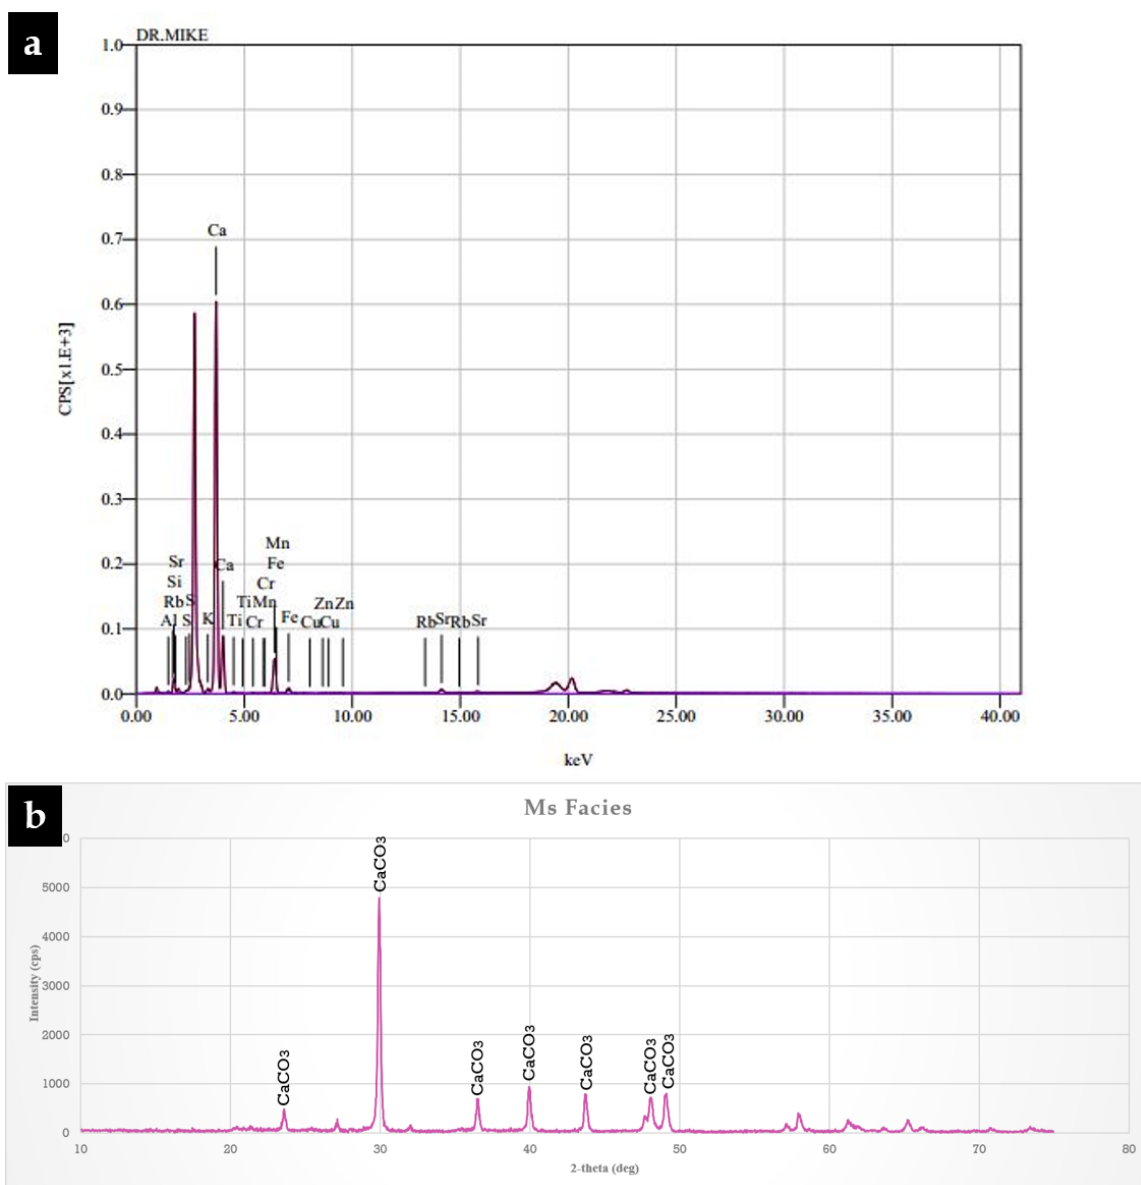 a
DR.MIKE
1.0
0.9
0.8
0.7
0.6
0.5
0.4
0.3
0.2
0.1
0.0
CPS[x1.E+3]
Ca
Mn
Sr Ca Fe
Si Cr
Rb S Ti Mn Zn Zn
Al S K Ti Cr Fe Cu Cu Rb Sr Rb Sr
0.00 5.00 10.00 15.00 20.00 25.00 30.00 35.00 40.00
keV
b
Ms Facies
0
5000
4000
3000
2000
1000
0
Intensity (cps)
CaCO3
CaCO3
CaCO3
CaCO3
CaCO3
CaCO3
CaCO3
10 20 30 40 50 60 70 80
2-theta (deg)